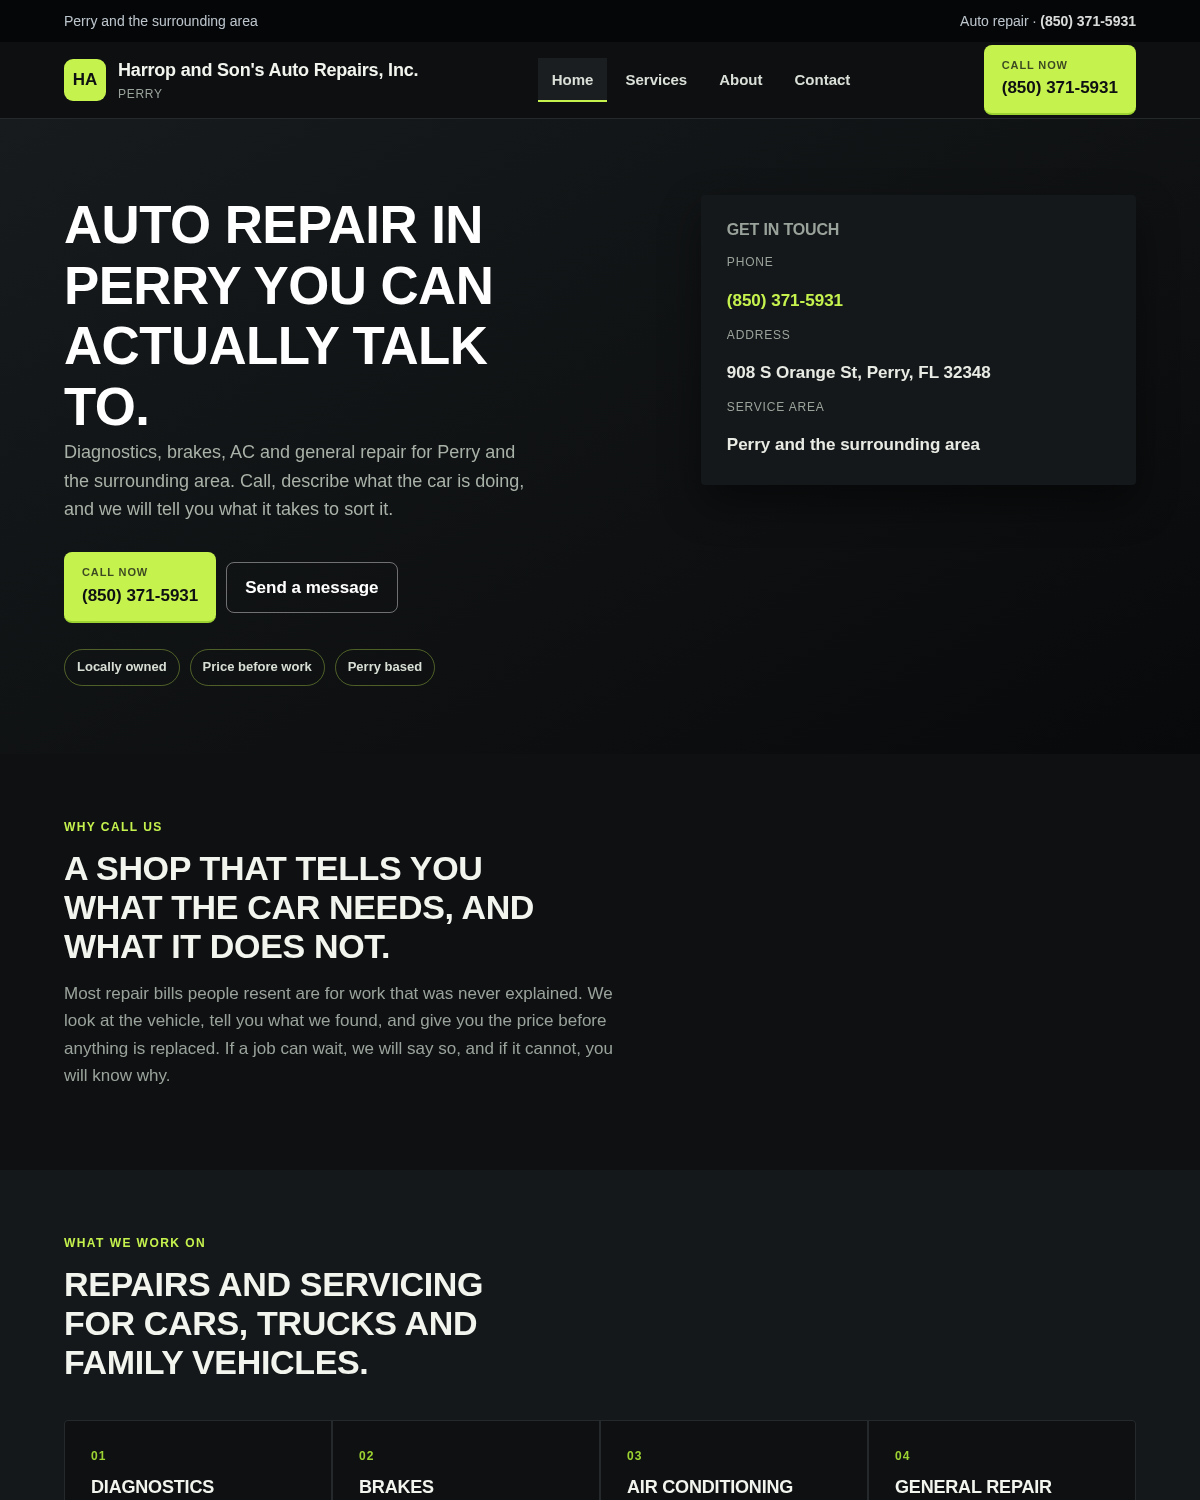 Perry and the surrounding area
Auto repair · (850) 371-5931
HA
Harrop and Son's Auto Repairs, Inc.
PERRY
Home
Services
About
Contact
CALL NOW
(850) 371-5931
AUTO REPAIR IN
PERRY YOU CAN
ACTUALLY TALK
TO.
Diagnostics, brakes, AC and general repair for Perry and
the surrounding area. Call, describe what the car is doing,
and we will tell you what it takes to sort it.
CALL NOW
(850) 371-5931
Send a message
Locally owned
Price before work
Perry based
GET IN TOUCH
PHONE
(850) 371-5931
ADDRESS
908 S Orange St, Perry, FL 32348
SERVICE AREA
Perry and the surrounding area
WHY CALL US
A SHOP THAT TELLS YOU
WHAT THE CAR NEEDS, AND
WHAT IT DOES NOT.
Most repair bills people resent are for work that was never explained. We
look at the vehicle, tell you what we found, and give you the price before
anything is replaced. If a job can wait, we will say so, and if it cannot, you
will know why.
WHAT WE WORK ON
REPAIRS AND SERVICING
FOR CARS, TRUCKS AND
FAMILY VEHICLES.
01
DIAGNOSTICS
02
BRAKES
03
AIR CONDITIONING
04
GENERAL REPAIR